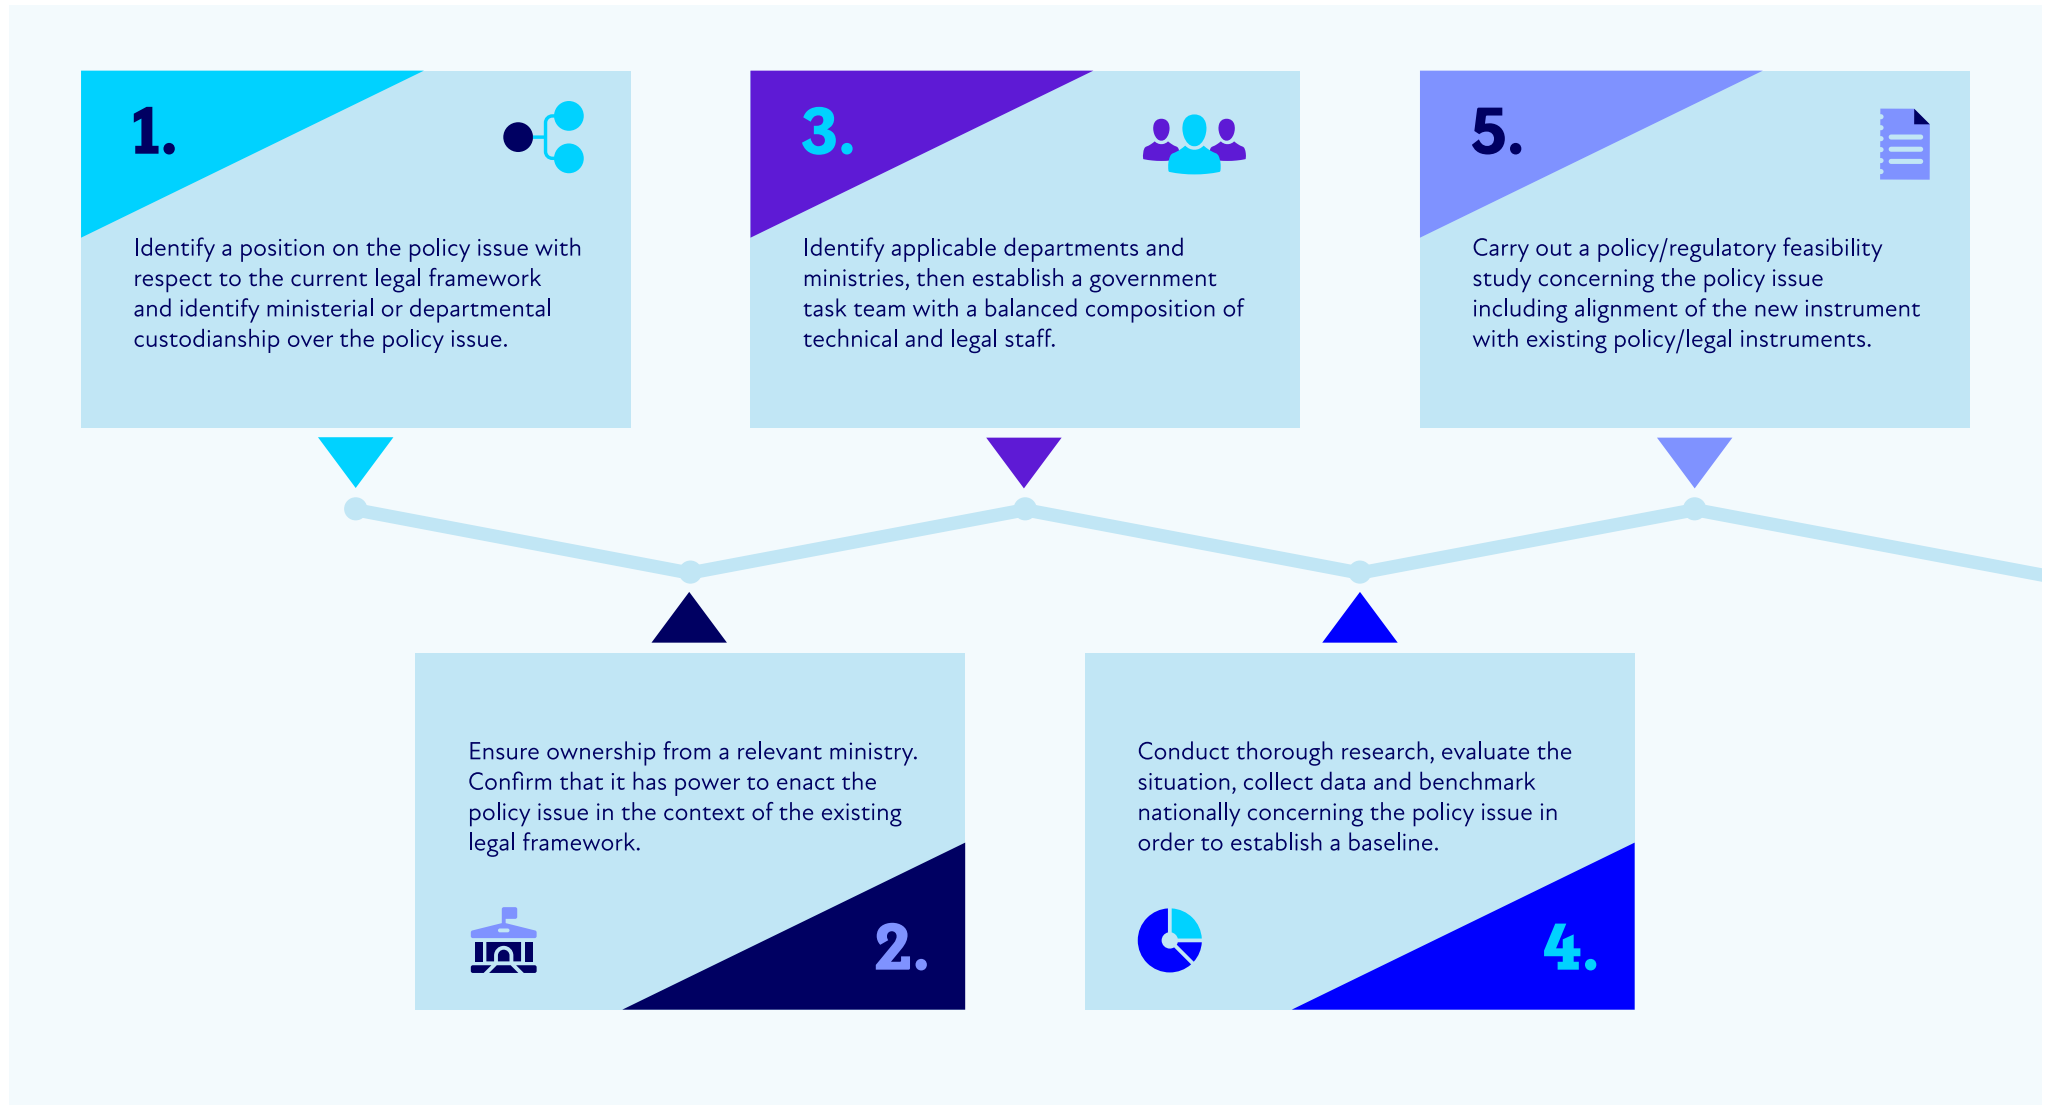 1.
Identify a position on the policy issue with
respect to the current legal framework
and identify ministerial or departmental
custodianship over the policy issue.
2.
Ensure ownership from a relevant ministry.
Confirm that it has power to enact the
policy issue in the context of the existing
legal framework.
3.
Identify applicable departments and
ministries, then establish a government
task team with a balanced composition of
technical and legal staff.
4.
Conduct thorough research, evaluate the
situation, collect data and benchmark
nationally concerning the policy issue in
order to establish a baseline.
5.
Carry out a policy/regulatory feasibility
study concerning the policy issue
including alignment of the new instrument
with existing policy/legal instruments.